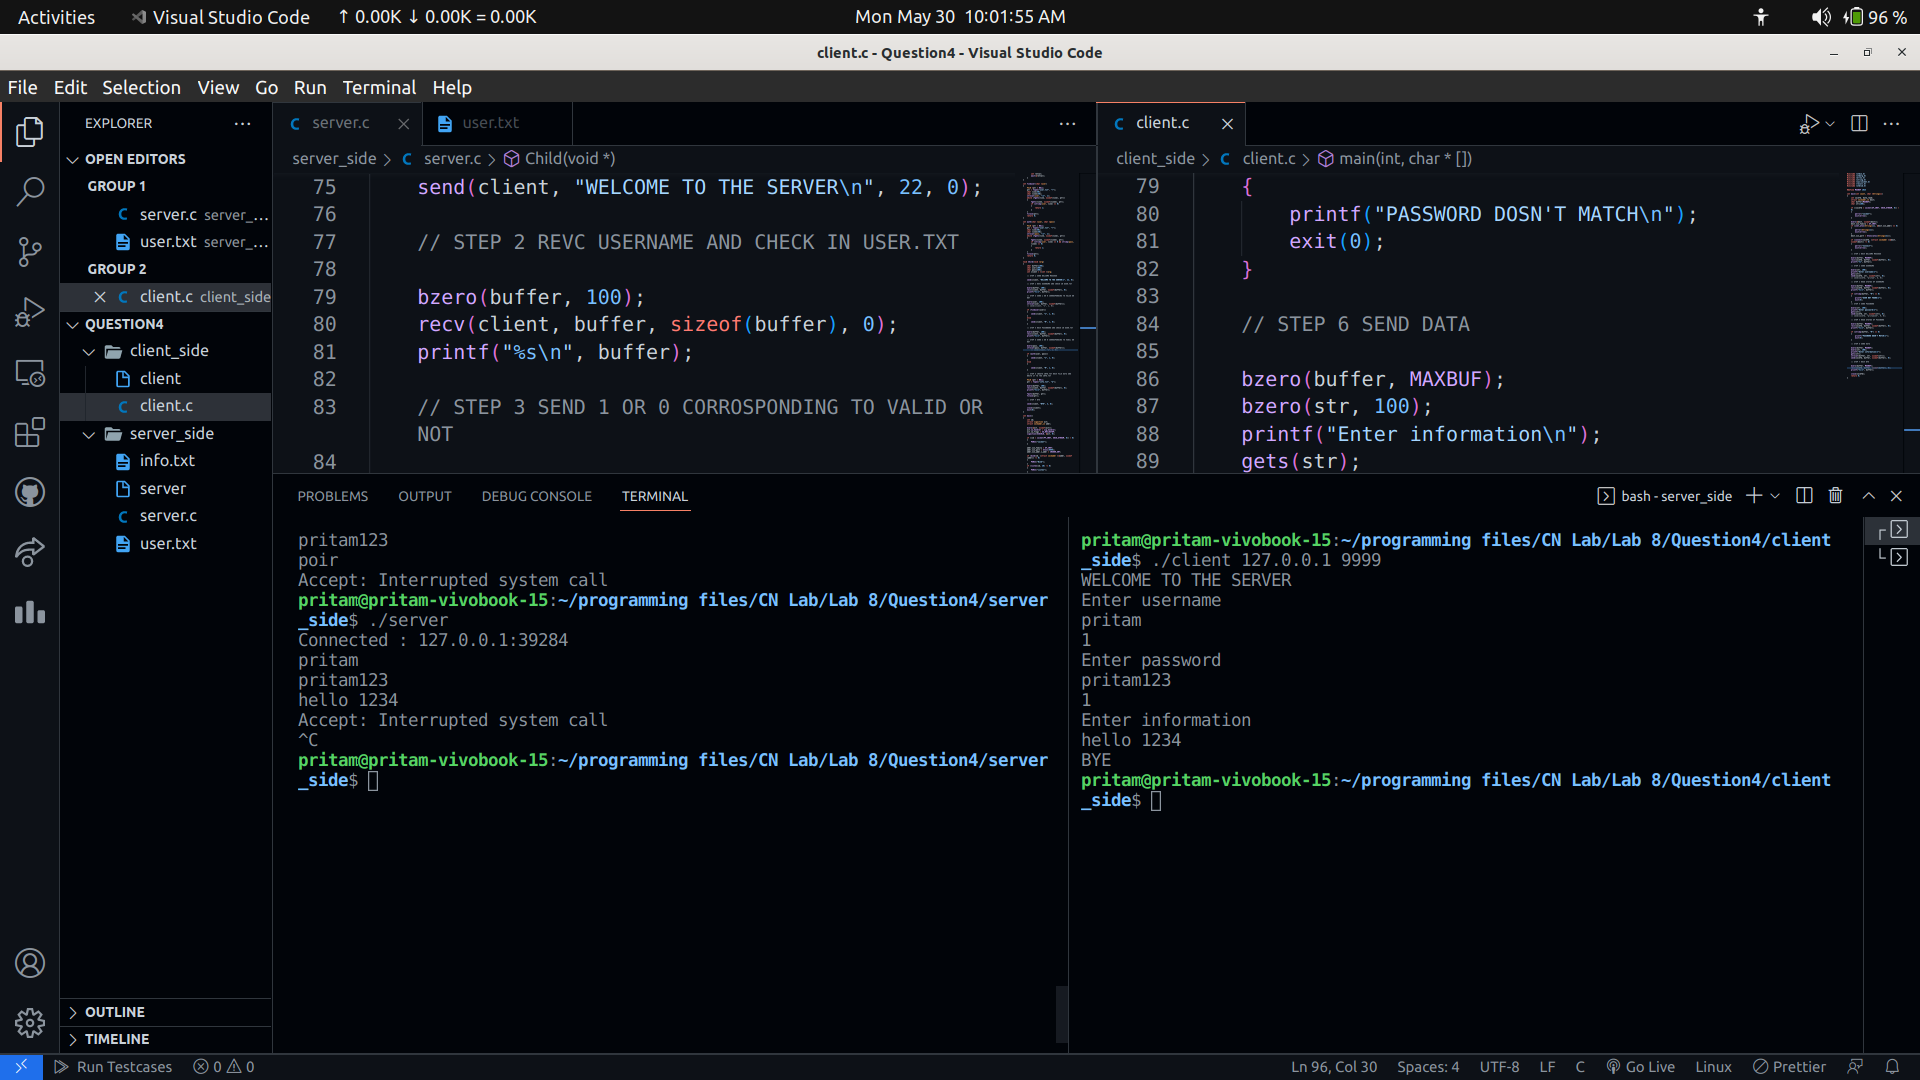 Activities Visual Studio Code ↑ 0.00K ↓ 0.00K = 0.00K Mon May 30 10:01:55 AM 96 %
client.c - Question4 - Visual Studio Code
File Edit Selection View Go Run Terminal Help
EXPLORER
OPEN EDITORS
GROUP 1
server.c server_...
user.txt server_...
GROUP 2
client.c client_side
QUESTION4
client_side
client
client.c
server_side
info.txt
server
server.c
user.txt
OUTLINE
TIMELINE
server.c user.txt
server_side > server.c > Child(void *)
75 send(client, "WELCOME TO THE SERVER\n", 22, 0);
76
77 // STEP 2 REVC USERNAME AND CHECK IN USER.TXT
78
79 bzero(buffer, 100);
80 recv(client, buffer, sizeof(buffer), 0);
81 printf("%s\n", buffer);
82
83 // STEP 3 SEND 1 OR 0 CORROSPONDING TO VALID OR
NOT
84
client.c
client_side > client.c > main(int, char * [])
79 {
80 printf("PASSWORD DOSN'T MATCH\n");
81 exit(0);
82 }
83
84 // STEP 6 SEND DATA
85
86 bzero(buffer, MAXBUF);
87 bzero(str, 100);
88 printf("Enter information\n");
89 gets(str);
PROBLEMS OUTPUT DEBUG CONSOLE TERMINAL bash - server_side
pritam123
poir
Accept: Interrupted system call
pritam@pritam-vivobook-15:~/programming files/CN Lab/Lab 8/Question4/server
_side$ ./server
Connected : 127.0.0.1:39284
pritam
pritam123
hello 1234
Accept: Interrupted system call
^C
pritam@pritam-vivobook-15:~/programming files/CN Lab/Lab 8/Question4/server
_side$
pritam@pritam-vivobook-15:~/programming files/CN Lab/Lab 8/Question4/client
_side$ ./client 127.0.0.1 9999
WELCOME TO THE SERVER
Enter username
pritam
1
Enter password
pritam123
1
Enter information
hello 1234
BYE
pritam@pritam-vivobook-15:~/programming files/CN Lab/Lab 8/Question4/client
_side$
Run Testcases 0 0 Ln 96, Col 30 Spaces: 4 UTF-8 LF C Go Live Linux Prettier